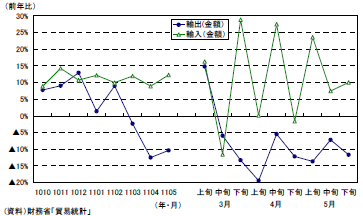 (前年比)
30%
25%
20%
15%
10%
5%
0%
▲5%
▲10%
▲15%
▲20%
輸出(金額)
輸入(金額)
1010 1011 1012 1101 1102 1103 1104 1105
(年・月)
上旬 中旬 下旬 上旬 中旬 下旬 上旬 中旬 下旬
3月 4月 5月
(資料)財務省「貿易統計」